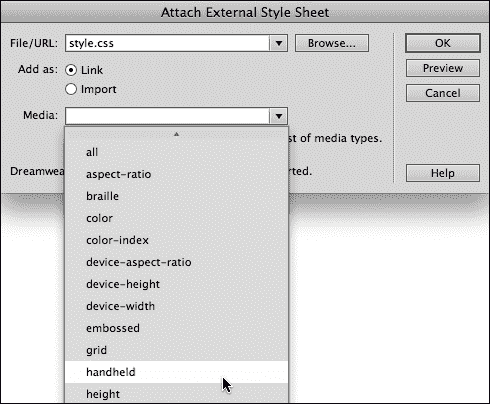 Attach External Style Sheet
File/URL: style.css Browse... OK
Add as: Link Preview
Import Cancel
Media:
st of media types.
Dreamwea rted. Help
all
aspect-ratio
braille
color
color-index
device-aspect-ratio
device-height
device-width
embossed
grid
handheld
height